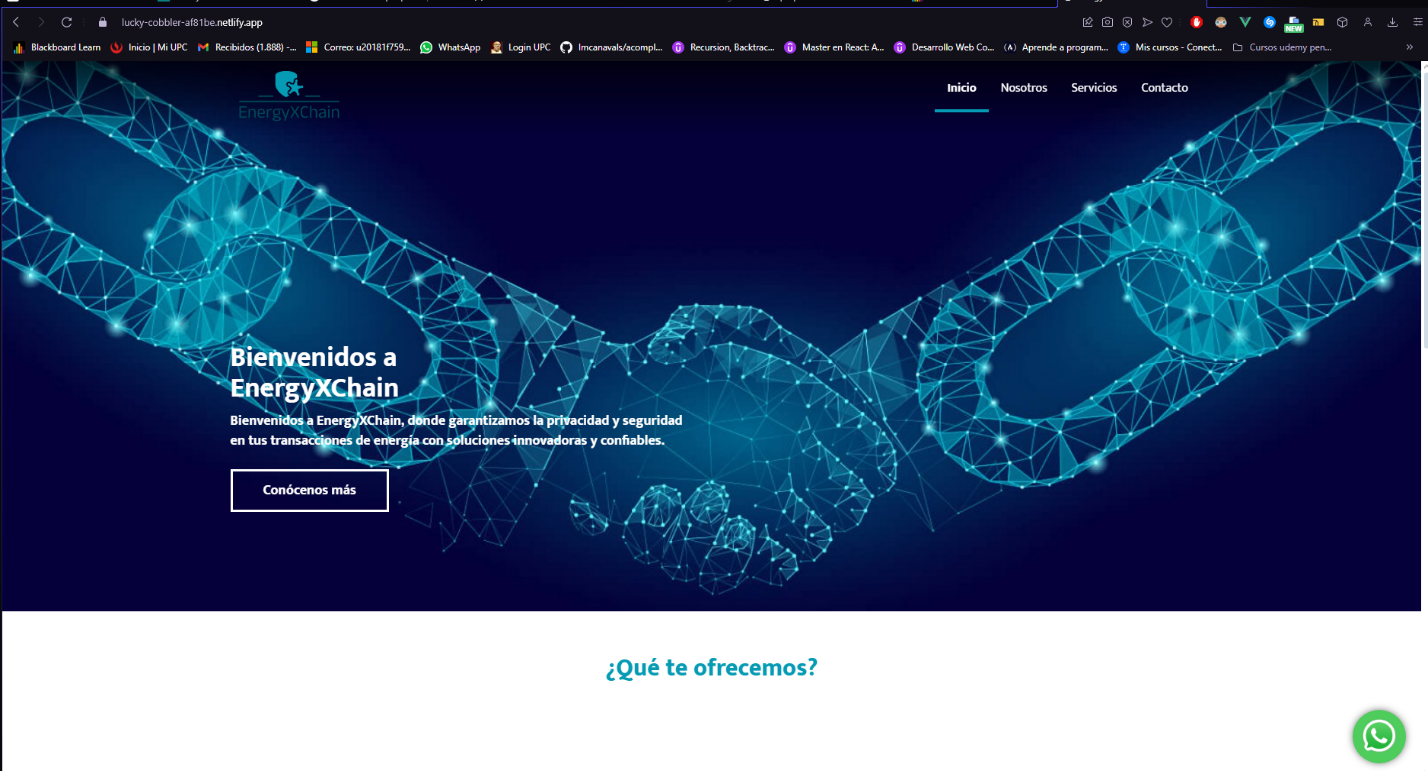 lucky-cobbler-af81be.netlify.app
NEW
Blackboard Learn
Inicio | Mi UPC
Recibidos (1.888) -...
Correo: u20181f759...
WhatsApp
Login UPC
lmcanavals/acompl...
Recursion, Backtrac...
Master en React: A...
Desarrollo Web Co...
Aprende a program...
Mis cursos - Conect...
Cursos udemy pen...
EnergyXChain
Inicio
Nosotros
Servicios
Contacto
Bienvenidos a
EnergyXChain
Bienvenidos a EnergyXChain, donde garantizamos la privacidad y seguridad
en tus transacciones de energía con soluciones innovadoras y confiables.
Conócenos más
¿Qué te ofrecemos?